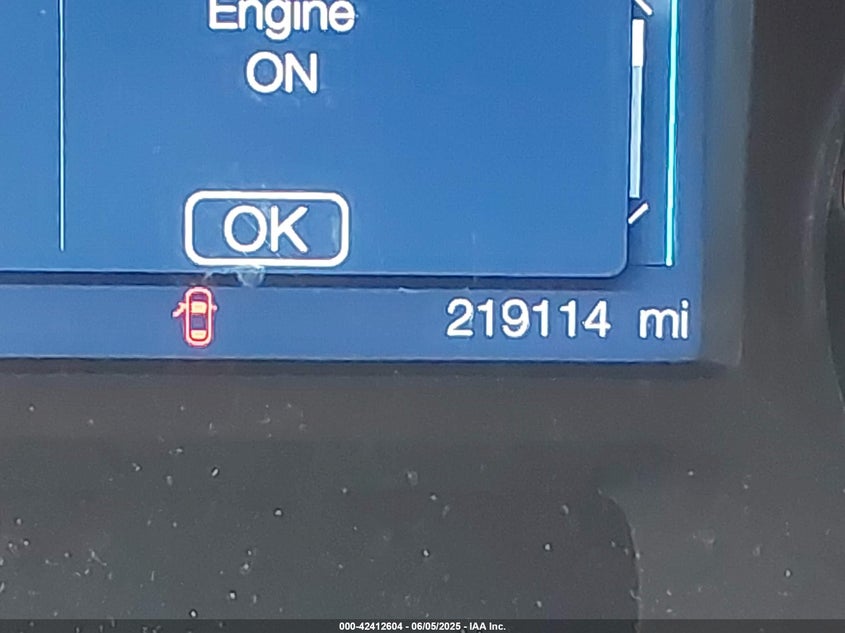 Engine
ON
OK
219114 mi
000-42412604 - 06/05/2025 - IAA Inc.